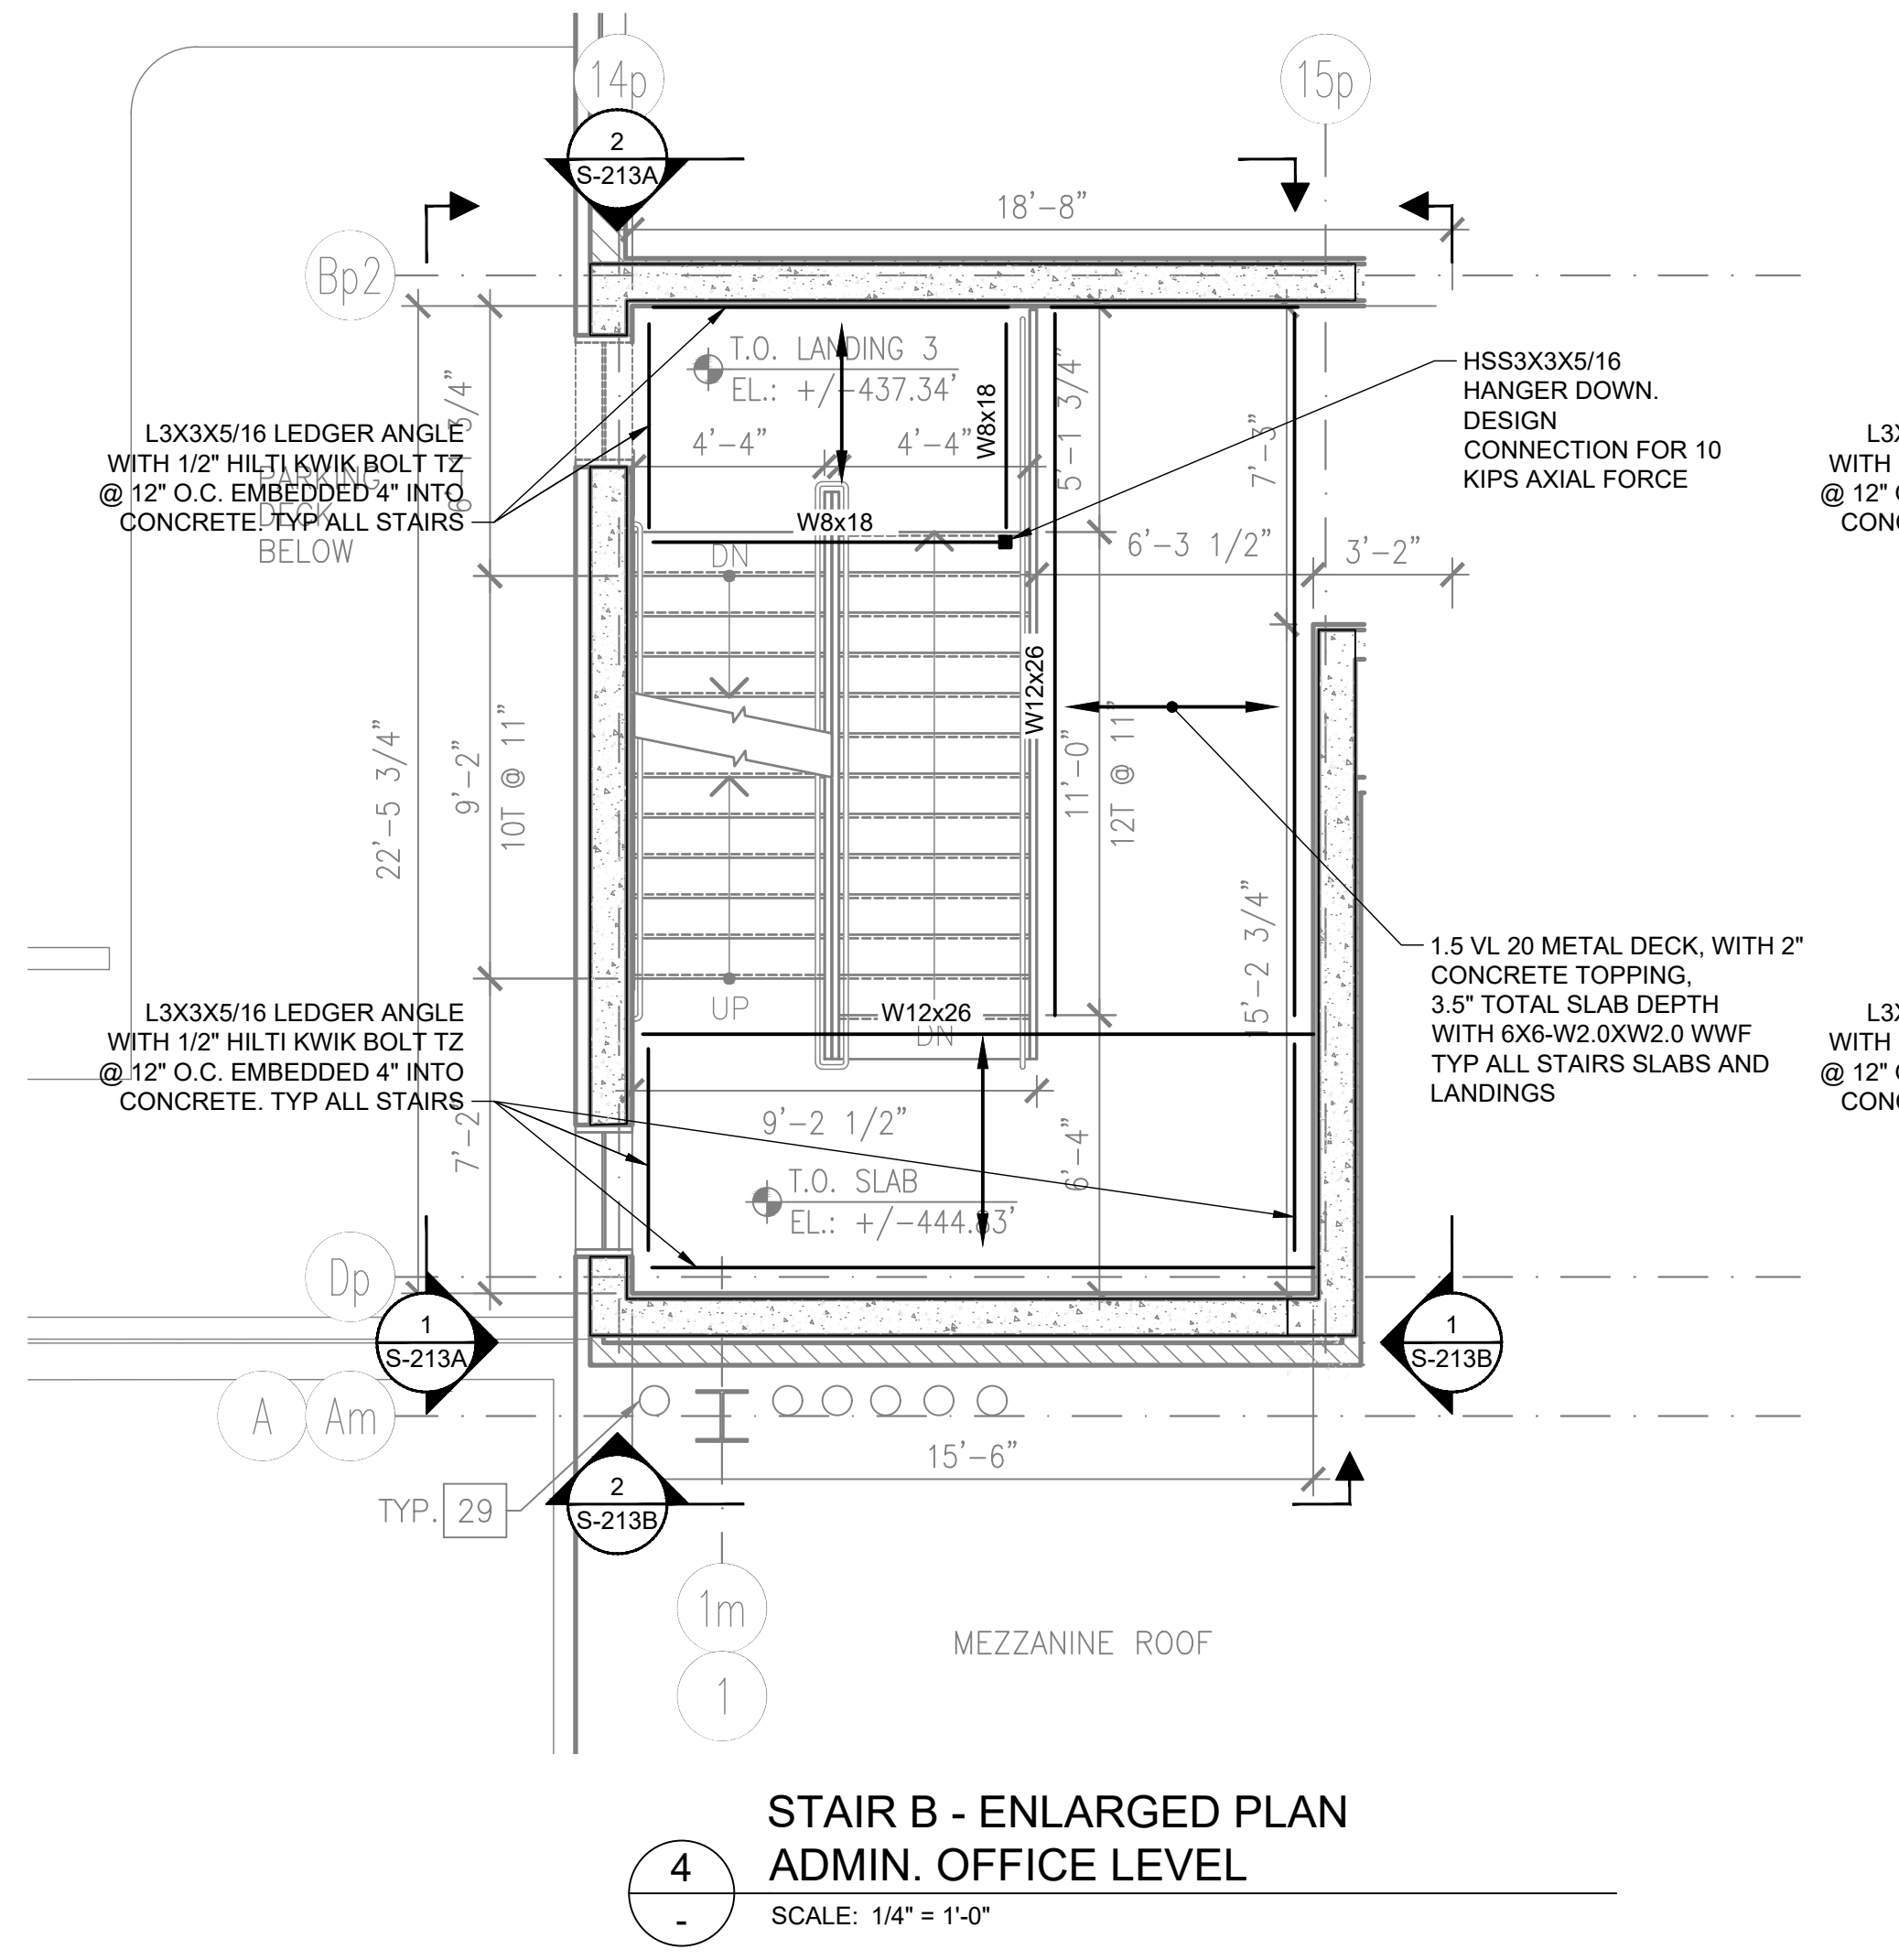 14p
15p
2
S-213A
18'-8"
Bp2
T.O. LANDING 3
EL.: +/-437.34'
HSS3X3X5/16
HANGER DOWN.
DESIGN
CONNECTION FOR 10
KIPS AXIAL FORCE
L3X3X5/16 LEDGER ANGLE
WITH 1/2" HILTI KWIK BOLT TZ
@ 12" O.C. EMBEDDED 4" INTO
CONCRETE. TYP ALL STAIRS
PARKING
DECK
BELOW
4'-4"
4'-4"
W8x18
5'-1 3/4"
7'-3"
W8x18
DN
6'-3 1/2"
3'-2"
W12x26
22'-5 3/4"
9'-2"
10T @ 11"
11'-0"
12T @ 11"
L3X
WITH
@ 12" O
CONC
1.5 VL 20 METAL DECK, WITH 2"
CONCRETE TOPPING,
3.5" TOTAL SLAB DEPTH
WITH 6X6-W2.0XW2.0 WWF
TYP ALL STAIRS SLABS AND
LANDINGS
15'-2 3/4"
UP
W12x26
DN
L3X3X5/16 LEDGER ANGLE
WITH 1/2" HILTI KWIK BOLT TZ
@ 12" O.C. EMBEDDED 4" INTO
CONCRETE. TYP ALL STAIRS
L3X
WITH
@ 12" O
CONC
7'-2"
9'-2 1/2"
6'-4"
T.O. SLAB
EL.: +/-444.83'
Dp
1
S-213A
1
S-213B
A
Am
15'-6"
TYP. 29
2
S-213B
1m
MEZZANINE ROOF
1
STAIR B - ENLARGED PLAN
4
ADMIN. OFFICE LEVEL
-
SCALE: 1/4" = 1'-0"